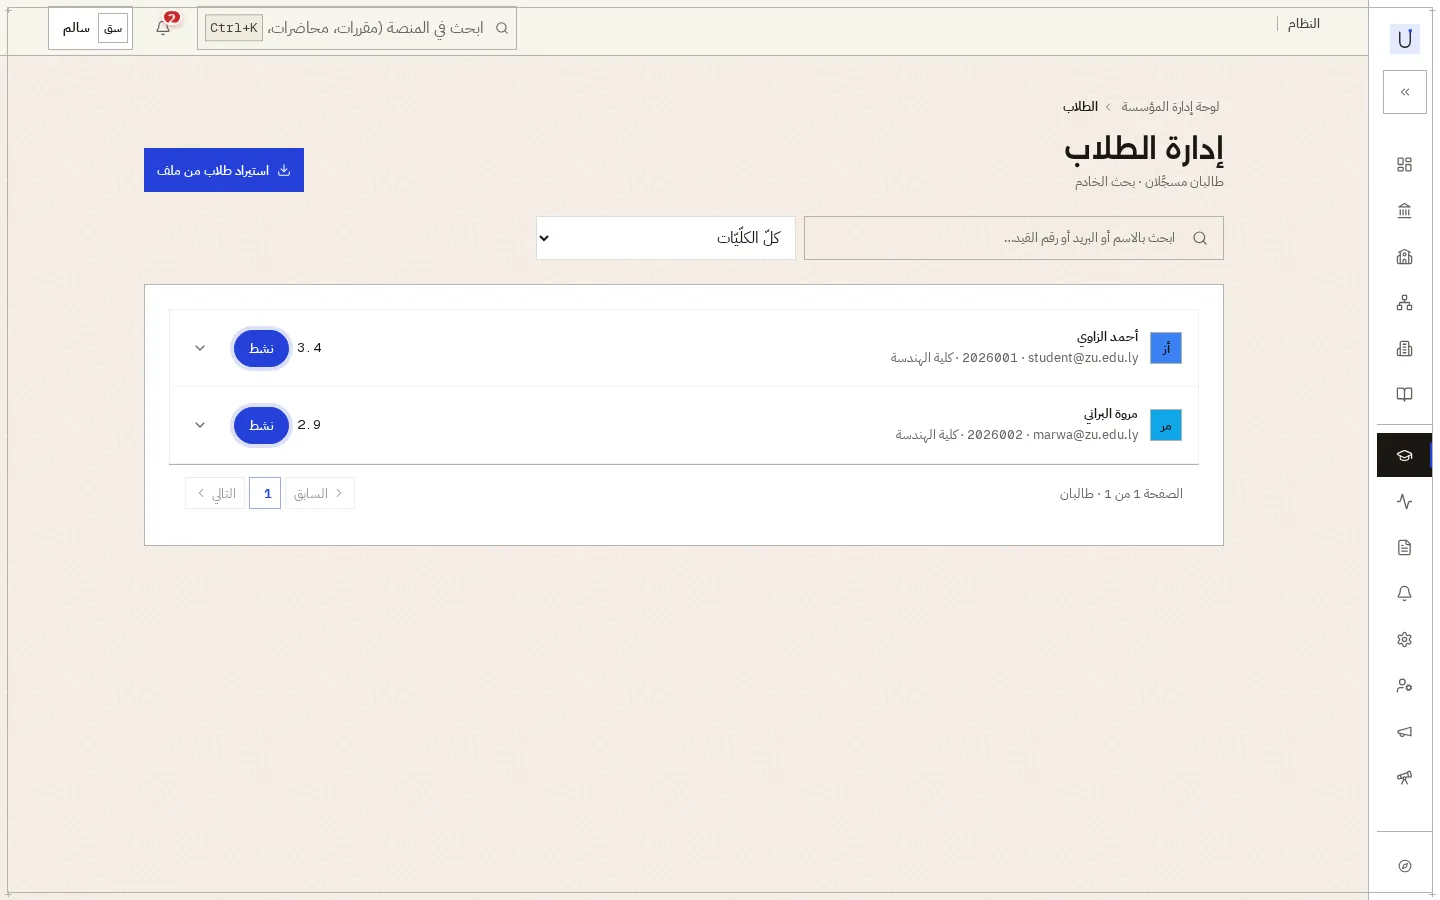 النظام
ابحث في المنصة (مقررات، محاضرات، Ctrl+K
2
سق سالم
لوحة إدارة المؤسسة › الطلاب
إدارة الطلاب
طالبان مسجَّلان · بحث الخادم
استيراد طلاب من ملف
ابحث بالاسم أو البريد أو رقم القيد...
كلّ الكلّيّات
أز
أحمد الزاوي
student@zu.edu.ly · 2026001 · كلية الهندسة
3.4
نشط
مر
مروة البراني
marwa@zu.edu.ly · 2026002 · كلية الهندسة
2.9
نشط
الصفحة 1 من 1 · طالبان
السابق
1
التالي